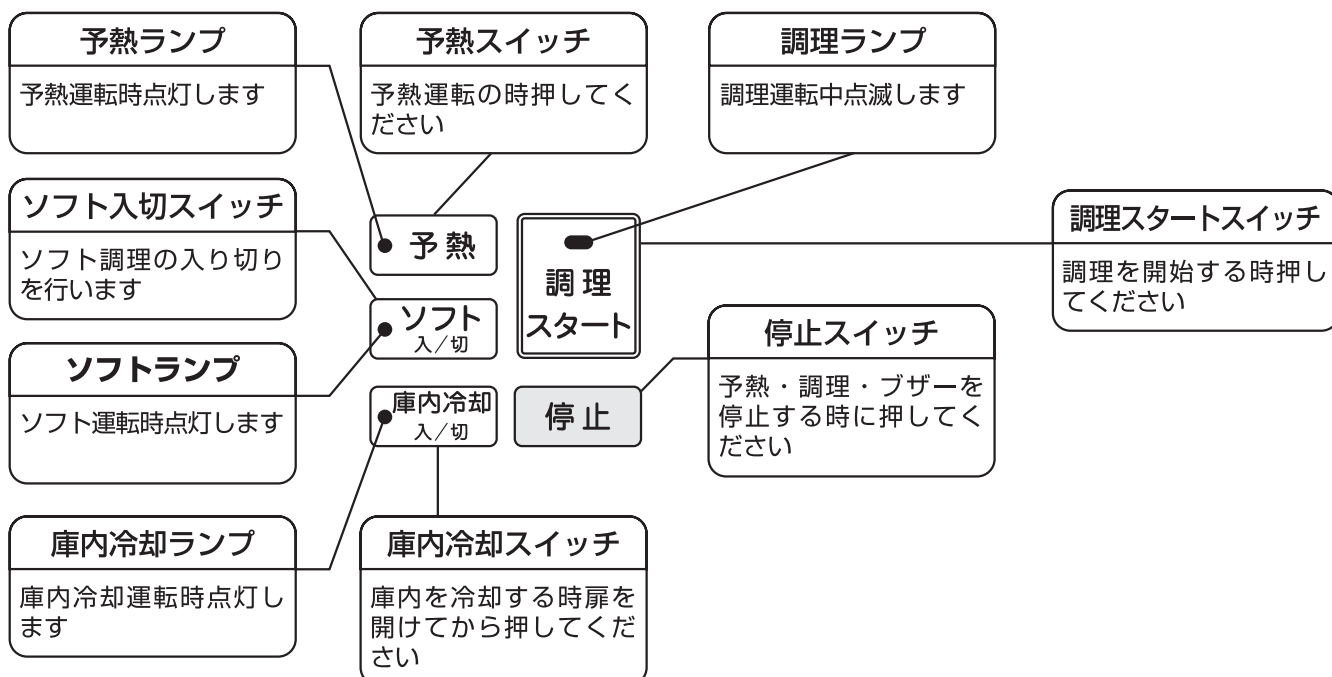 予熱ランプ
予熱運転時点灯します
予熱スイッチ
予熱運転の時押してく
ださい
調理ランプ
調理運転中点滅します
ソフト入切スイッチ
ソフト調理の入り切り
を行います
ソフトランプ
ソフト運転時点灯します
庫内冷却ランプ
庫内冷却運転時点灯し
ます
予熱
ソフト
入/切
庫内冷却
入/切
調理
スタート
停止
調理スタートスイッチ
調理を開始する時押し
てください
停止スイッチ
予熱・調理・ブザーを
停止する時に押してく
ださい
庫内冷却スイッチ
庫内を冷却する時扉を
開けてから押してくだ
さい